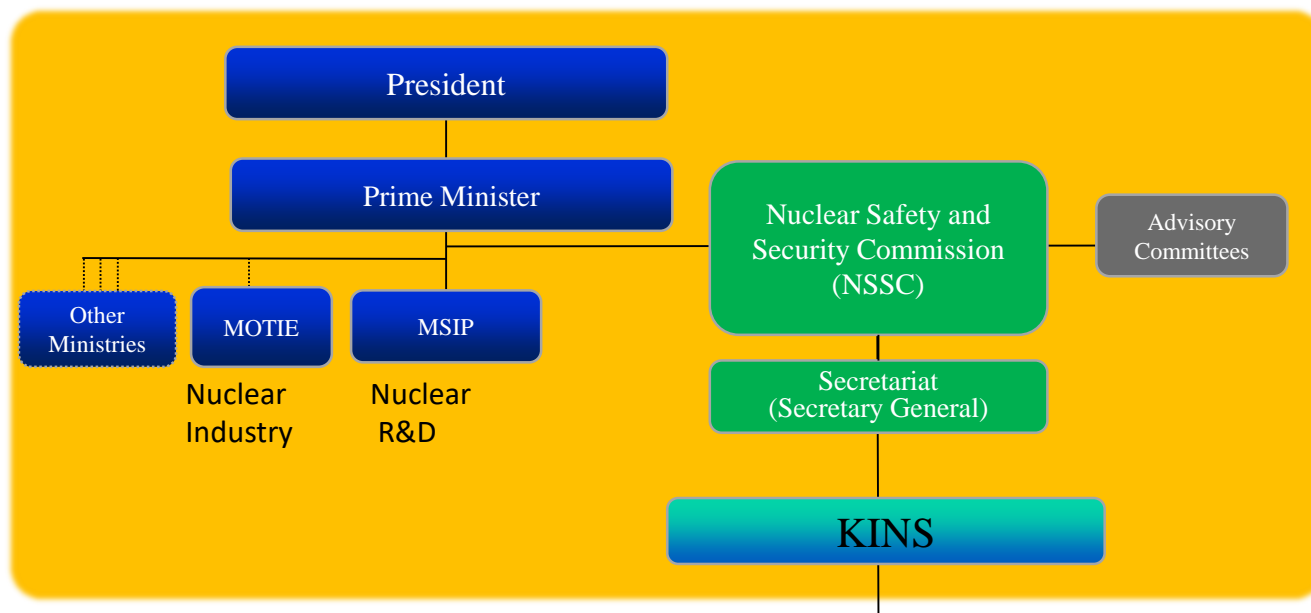 President
Prime Minister
Nuclear Safety and
Security Commission
(NSSC)
Advisory
Committees
Other
Ministries
MOTIE
MSIP
Nuclear
Industry
Nuclear
R&D
Secretariat
(Secretary General)
KINS